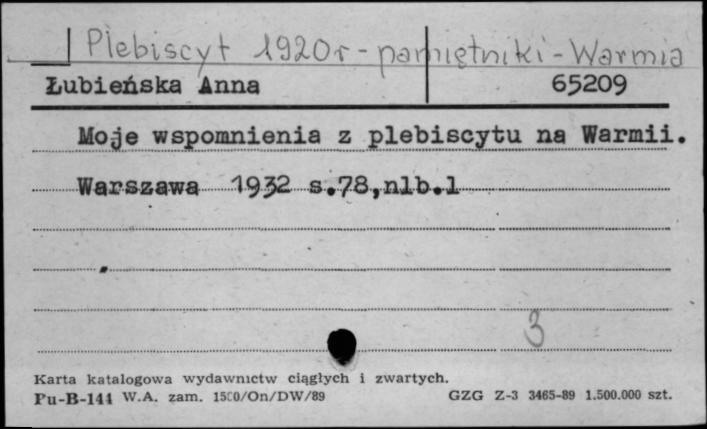 Plebiscyt 1920r - pamiętniki - Warmia
Łubieńska Anna 65209
Moje wspomnienia z plebiscytu na Warmii.
Warszawa 1932 s.78,nlb.1
3
Karta katalogowa wydawnictw ciągłych i zwartych.
Pu-B-144 W.A. zam. 1500/On/DW/89 GZG Z-3 3465-89 1.500.000 szt.